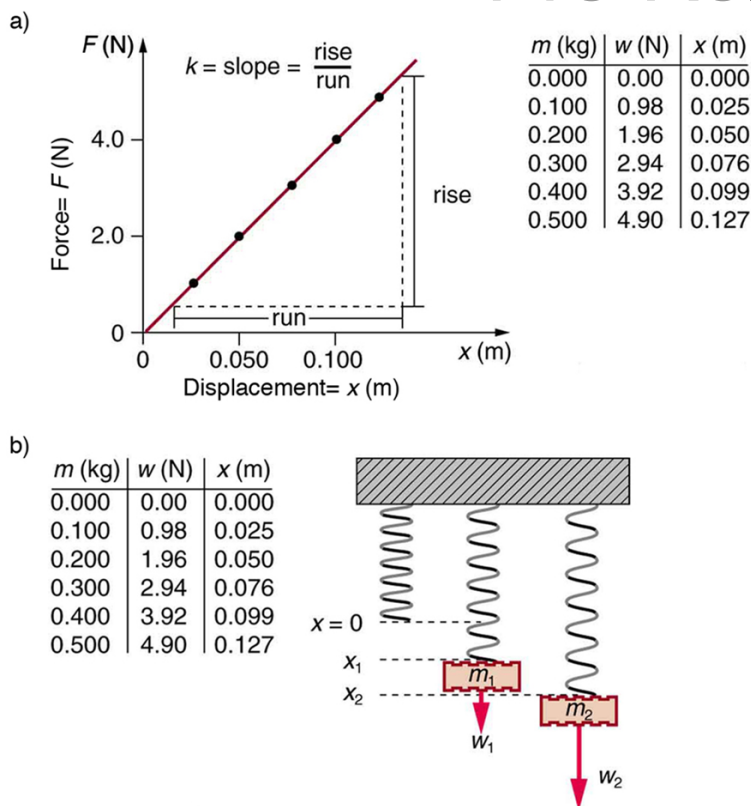 a)
F (N)
k = slope = rise
run
4.0
2.0
0
Force= F (N)
rise
run
0 0.050 0.100
x (m)
Displacement= x (m)
m (kg) w (N) x (m)
0.000 0.00 0.000
0.100 0.98 0.025
0.200 1.96 0.050
0.300 2.94 0.076
0.400 3.92 0.099
0.500 4.90 0.127
b)
m (kg) w (N) x (m)
0.000 0.00 0.000
0.100 0.98 0.025
0.200 1.96 0.050
0.300 2.94 0.076
0.400 3.92 0.099
0.500 4.90 0.127
x = 0
x₁
x₂
m₁
m₂
w₁
w₂